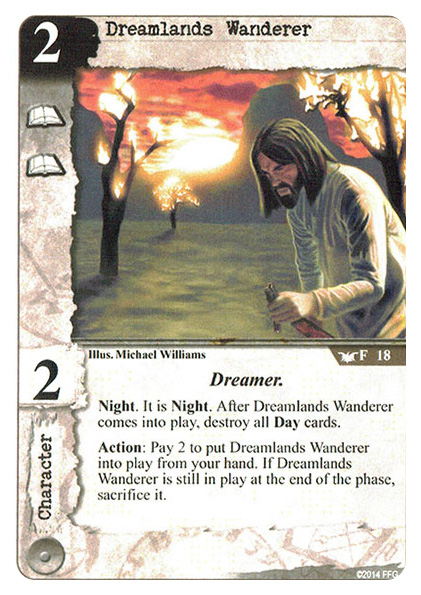 2
Dreamlands Wanderer
Illus. Michael Williams
F 18
2
Dreamer.
Night. It is Night. After Dreamlands Wanderer
comes into play, destroy all Day cards.
Action: Pay 2 to put Dreamlands Wanderer
into play from your hand. If Dreamlands
Wanderer is still in play at the end of the phase,
sacrifice it.
Character
©2014 FFG